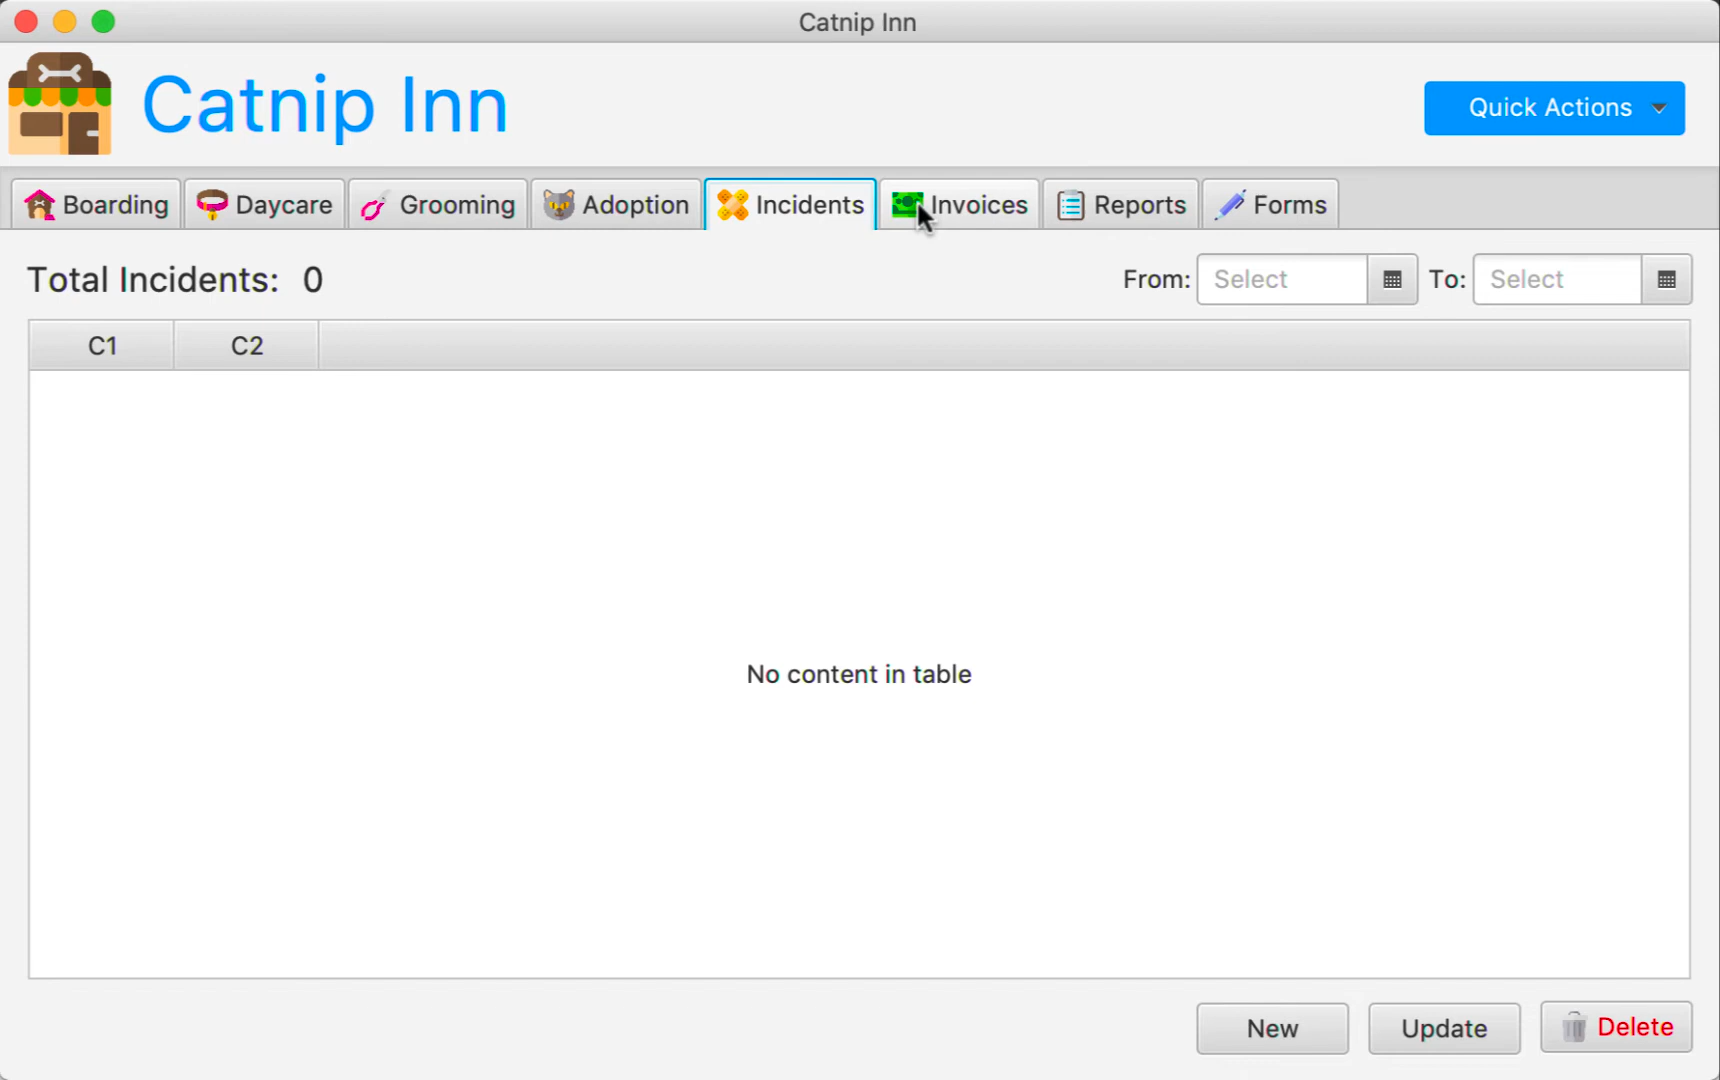 Catnip Inn
Catnip Inn
Quick Actions
Boarding Daycare Grooming Adoption Incidents Invoices Reports Forms
Total Incidents: 0 From: Select To: Select
C1 C2
No content in table
New Update Delete